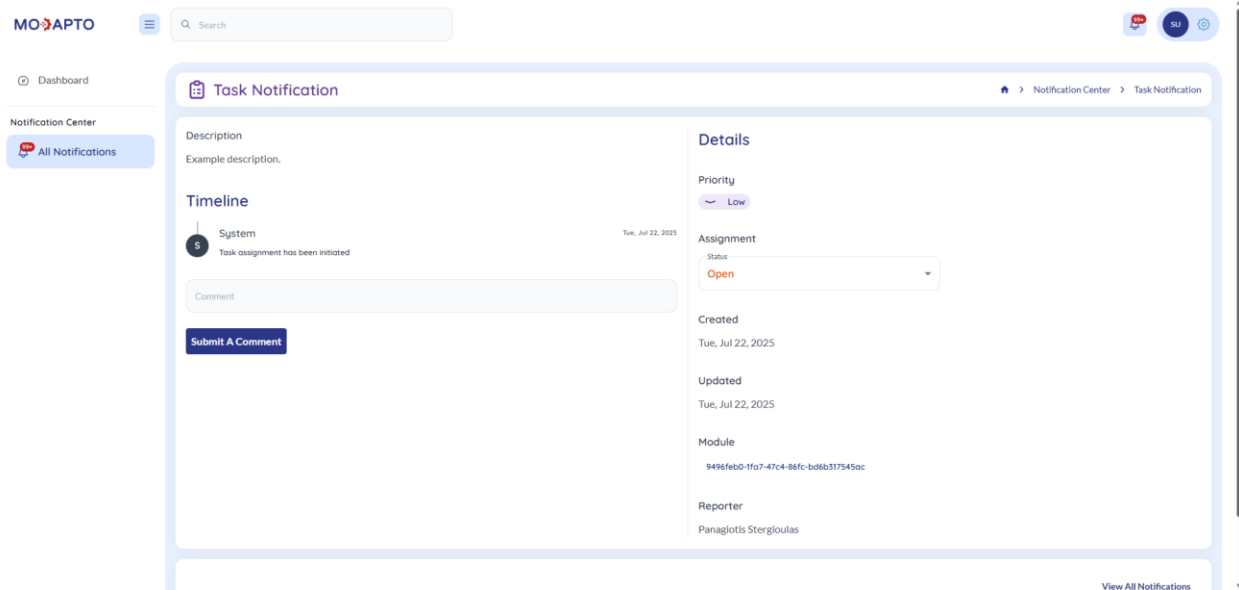 MO APTO
Search
99+
SU
Dashboard
Notification Center
99+
All Notifications
Task Notification
Notification Center > Task Notification
Description
Example description.
Timeline
S
System
Tue, Jul 22, 2025
Task assignment has been initiated
Comment
Submit A Comment
Details
Priority
Low
Assignment
Status
Open
Created
Tue, Jul 22, 2025
Updated
Tue, Jul 22, 2025
Module
9496feb0-1fa7-47c4-86fc-bd6b317545ac
Reporter
Panagiotis Stergioulas
View All Notifications